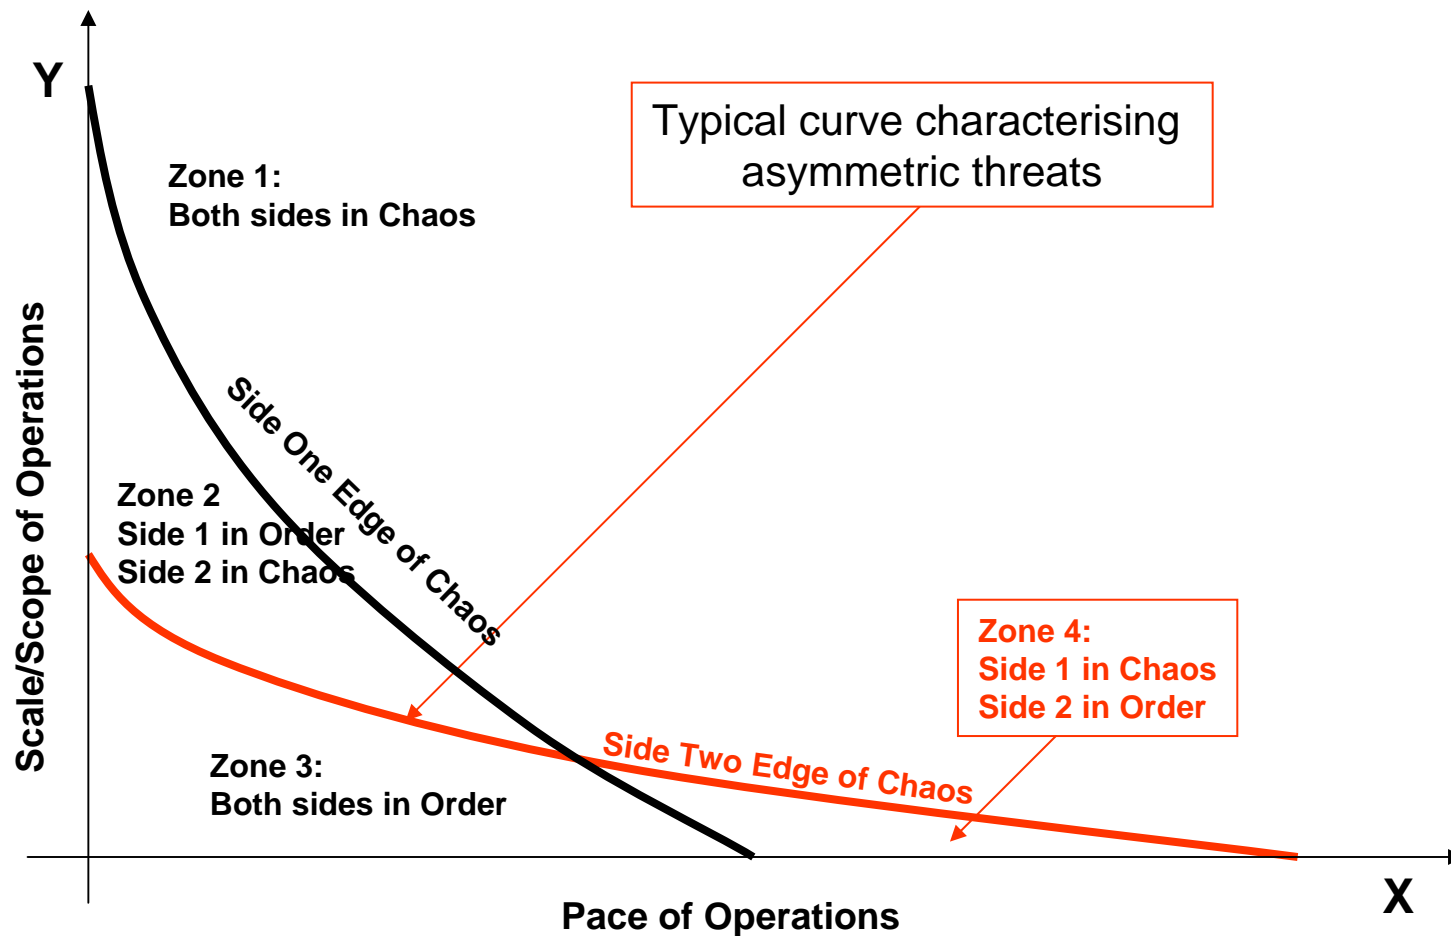 Y
Typical curve characterising
asymmetric threats
Zone 1:
Both sides in Chaos
Scale/Scope of Operations
Side One Edge of Chaos
Zone 2
Side 1 in Order
Side 2 in Chaos
Zone 4:
Side 1 in Chaos
Side 2 in Order
Side Two Edge of Chaos
Zone 3:
Both sides in Order
X
Pace of Operations